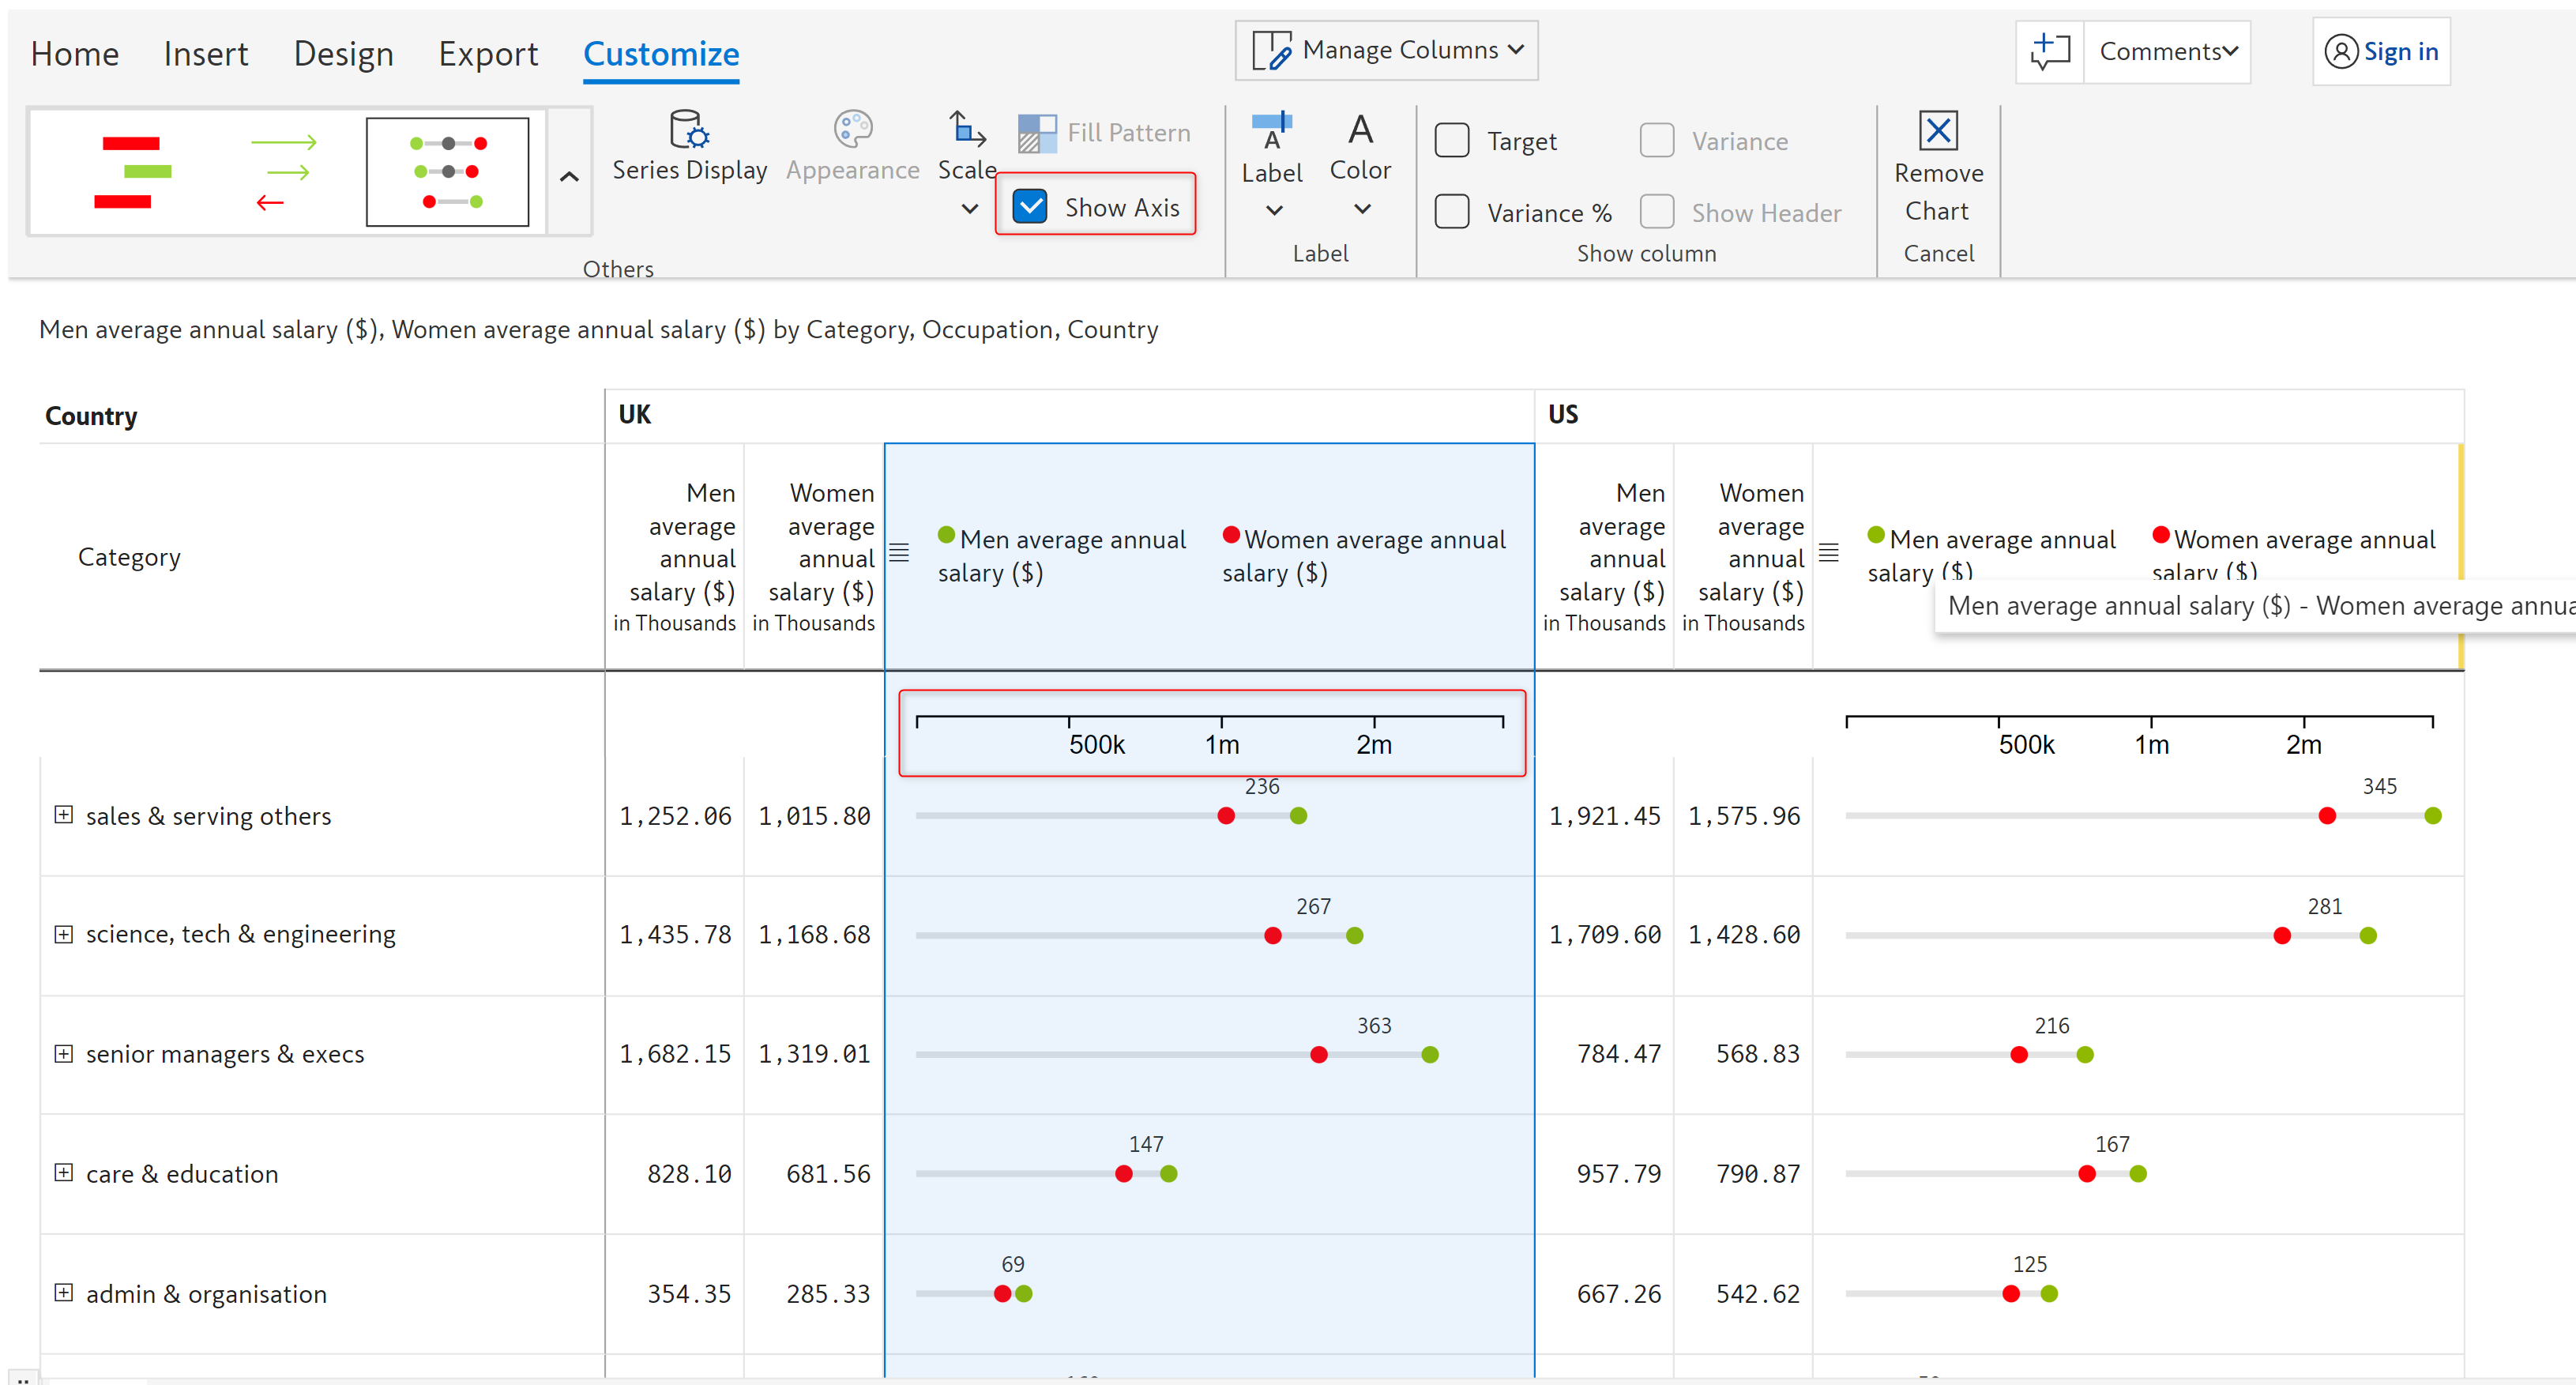 Home Insert Design Export Customize Manage Columns Comments Sign in
Series Display Appearance Scale Fill Pattern
Show Axis
Others
Label Color
Label
Target Variance
Variance % Show Header
Show column
Remove
Chart
Cancel
Men average annual salary ($), Women average annual salary ($) by Category, Occupation, Country
Country UK US
Category
Men
average
annual
salary ($)
in Thousands
Women
average
annual
salary ($)
in Thousands
Men average annual
salary ($)
Women average annual
salary ($)
Men
average
annual
salary ($)
in Thousands
Women
average
annual
salary ($)
in Thousands
Men average annual
salary ($)
Women average annual
salary ($)
Men average annual salary ($) - Women average
500k 1m 2m 500k 1m 2m
236 345
sales & serving others 1,252.06 1,015.80 1,921.45 1,575.96
267 281
science, tech & engineering 1,435.78 1,168.68 1,709.60 1,428.60
363 216
senior managers & execs 1,682.15 1,319.01 784.47 568.83
147 167
care & education 828.10 681.56 957.79 790.87
69 125
admin & organisation 354.35 285.33 667.26 542.62